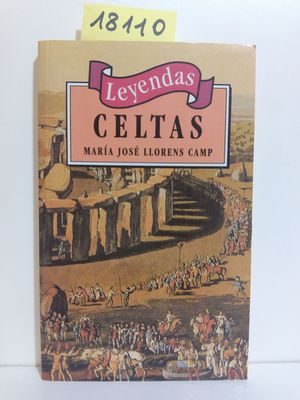 18110
Leyendas
CELTAS
MARÍA JOSÉ LLORENS CAMP